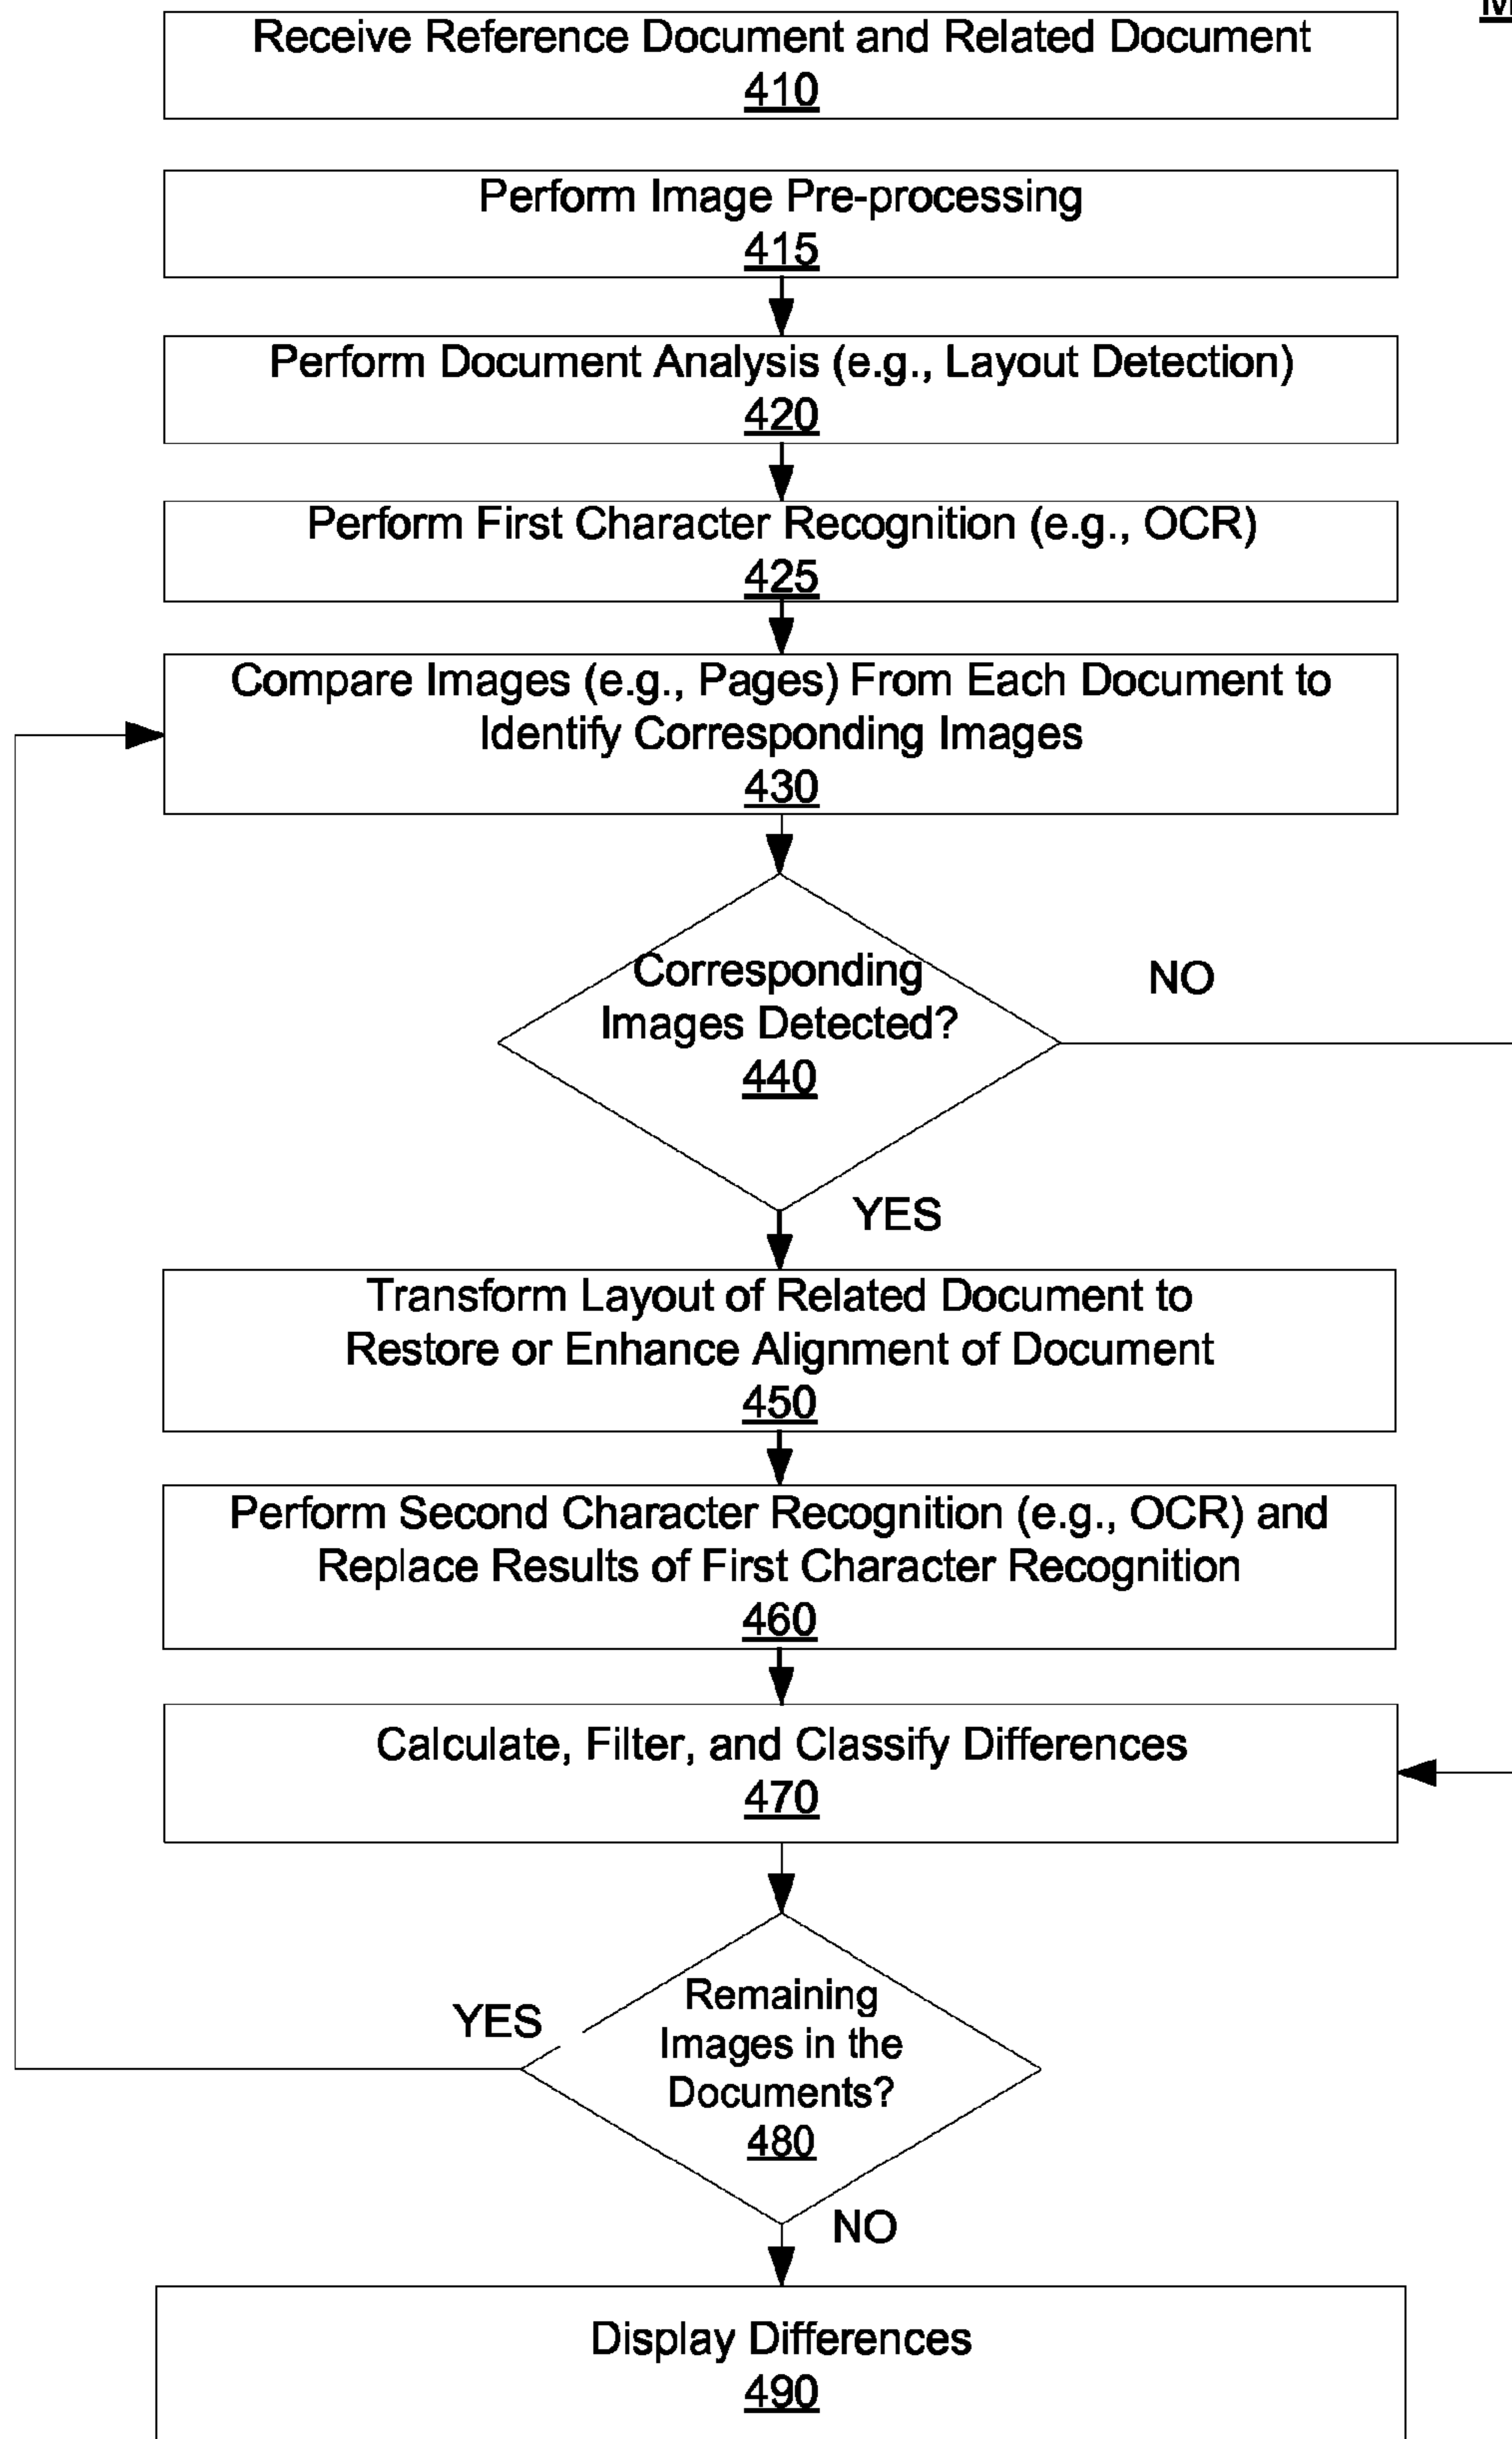 Receive Reference Document and Related Document
410
Perform Image Pre-processing
415
Perform Document Analysis (e.g., Layout Detection)
420
Perform First Character Recognition (e.g., OCR)
425
Compare Images (e.g., Pages) From Each Document to
Identify Corresponding Images
430
Corresponding
Images Detected?
440
NO
YES
Transform Layout of Related Document to
Restore or Enhance Alignment of Document
450
Perform Second Character Recognition (e.g., OCR) and
Replace Results of First Character Recognition
460
Calculate, Filter, and Classify Differences
470
YES
Remaining
Images in the
Documents?
480
NO
Display Differences
490